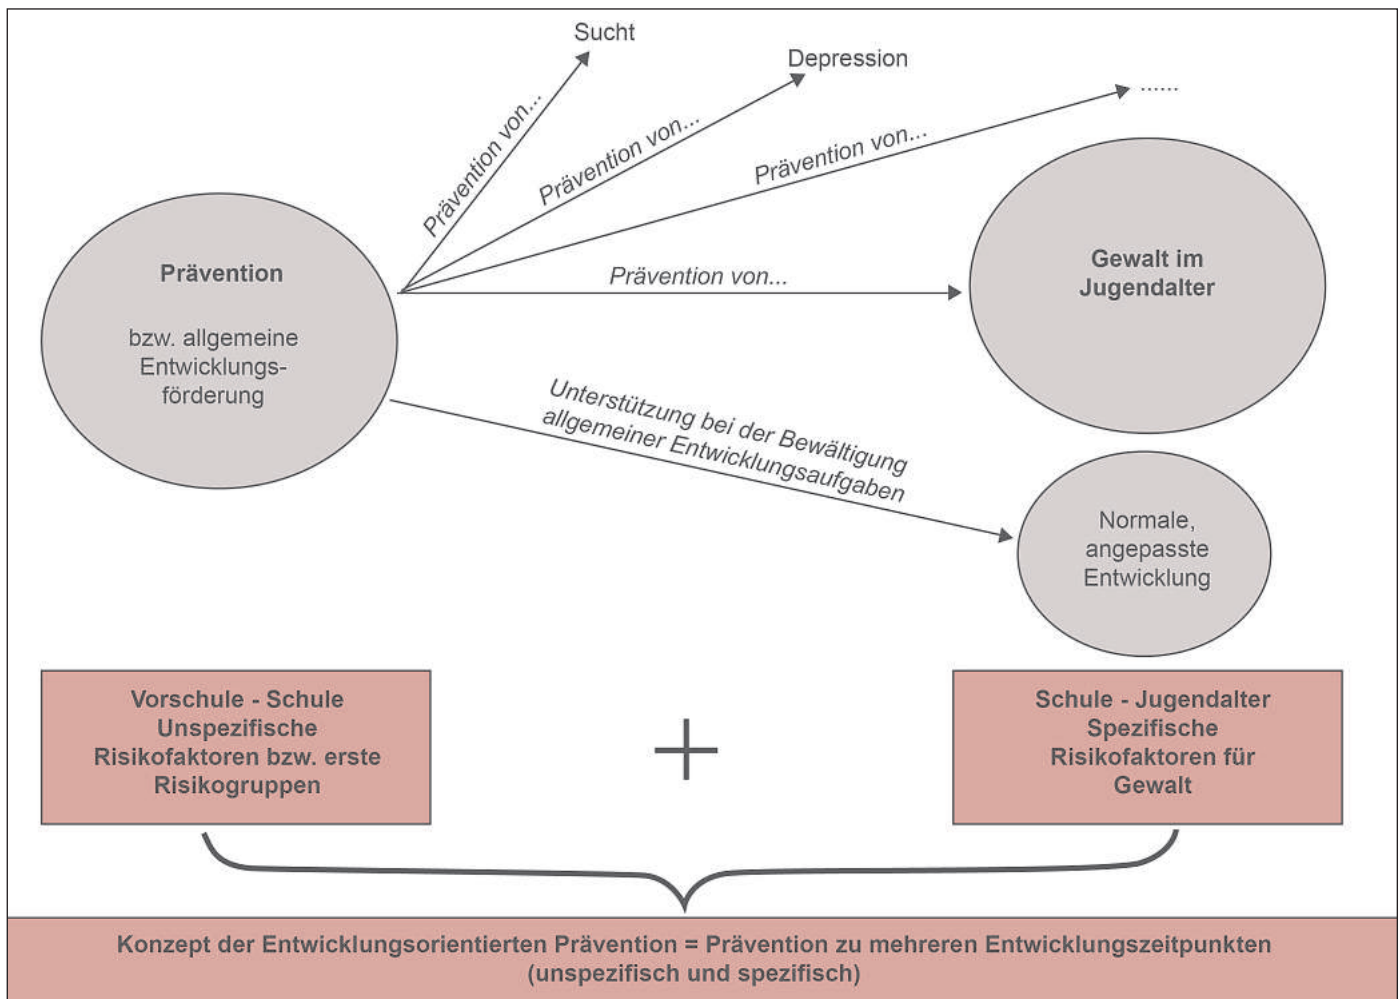 Sucht
Depression
......
Prävention von...
Prävention von...
Prävention von...
Prävention von...
Prävention
bzw. allgemeine
Entwicklungs-
förderung
Gewalt im
Jugendalter
Unterstützung bei der Bewältigung
allgemeiner Entwicklungsaufgaben
Normale,
angepasste
Entwicklung
Vorschule - Schule
Unspezifische
Risikofaktoren bzw. erste
Risikogruppen
+
Schule - Jugendalter
Spezifische
Risikofaktoren für
Gewalt
Konzept der Entwicklungsorientierten Prävention = Prävention zu mehreren Entwicklungszeitpunkten
(unspezifisch und spezifisch)